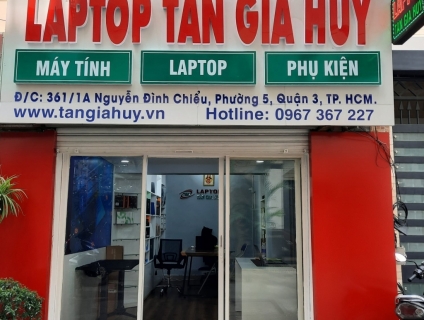 LAPTOP TÂN GIA HUY
MÁY TÍNH
LAPTOP
PHỤ KIỆN
Đ/C: 361/1A Nguyễn Đình Chiểu, Phường 5, Quận 3, TP. HCM.
www.tangiahuy.vn Hotline: 0967 367 227
LAPTOP